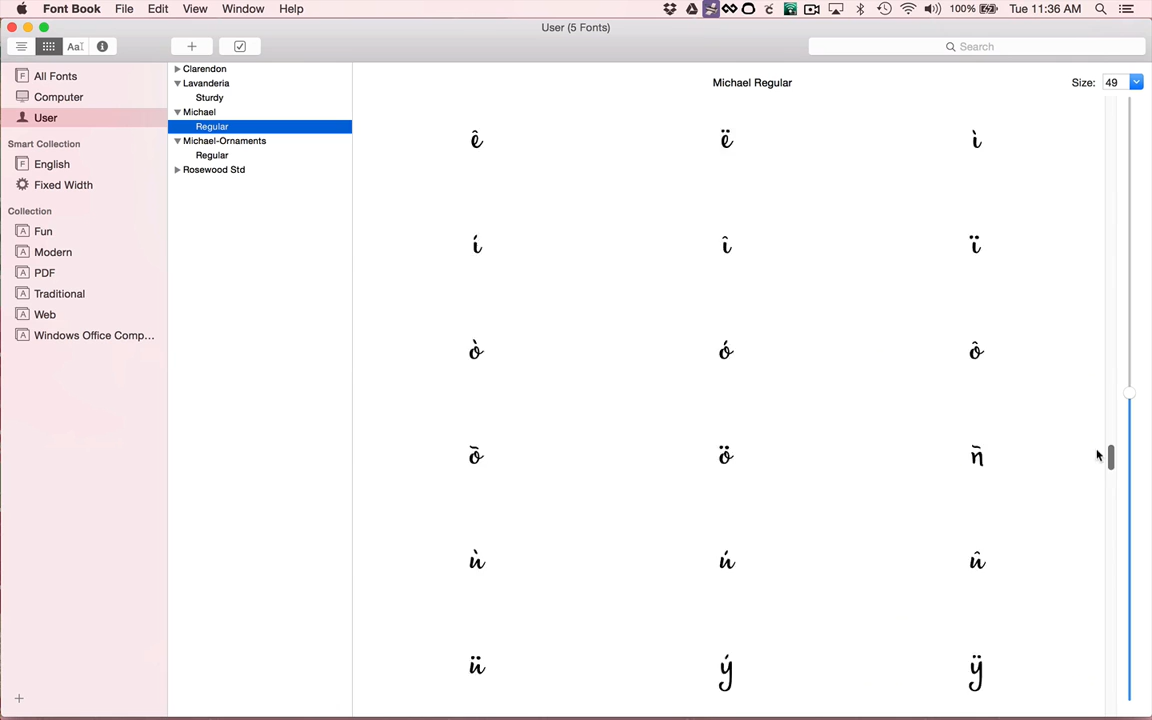 Font Book File Edit View Window Help 100% Tue 11:36 AM
User (5 Fonts)
Search
All Fonts
Computer
User
Smart Collection
English
Fixed Width
Collection
Fun
Modern
PDF
Traditional
Web
Windows Office Comp...
Clarendon
Lavanderia
Sturdy
Michael
Regular
Michael-Ornaments
Regular
Rosewood Std
Michael Regular
Size: 49
ê ë ì
í î ï
ò ó ô
õ ö ñ
ù ú û
ü ý ÿ